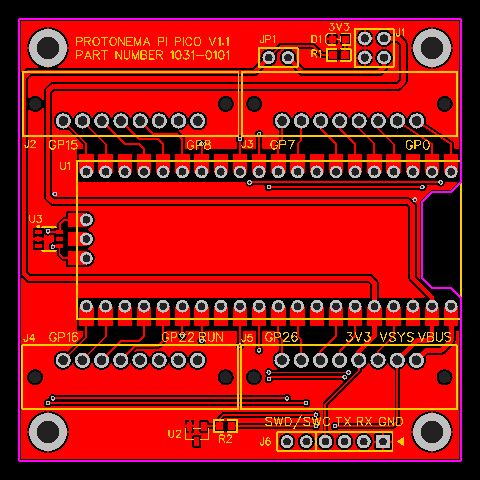 PROTONEMA PI PICO V1.1
PART NUMBER 1031-0101
JP1
3V3
D1
R1
J1
J2
GP15
GP8
J3
GP7
GP0
U1
U3
J4
GP16
GP22
RUN
J5
GP26
3V3
VSYS
VBUS
U2
R2
SWD/SWC TX RX GND
J6